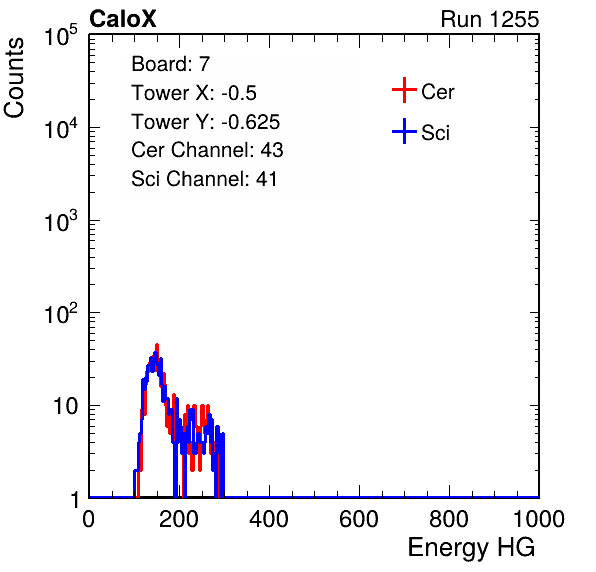 CaloX Run 1255
Counts
Board: 7
Tower X: -0.5
Tower Y: -0.625
Cer Channel: 43
Sci Channel: 41
Cer
Sci
10^5
10^4
10^3
10^2
10
1
0 200 400 600 800 1000
Energy HG